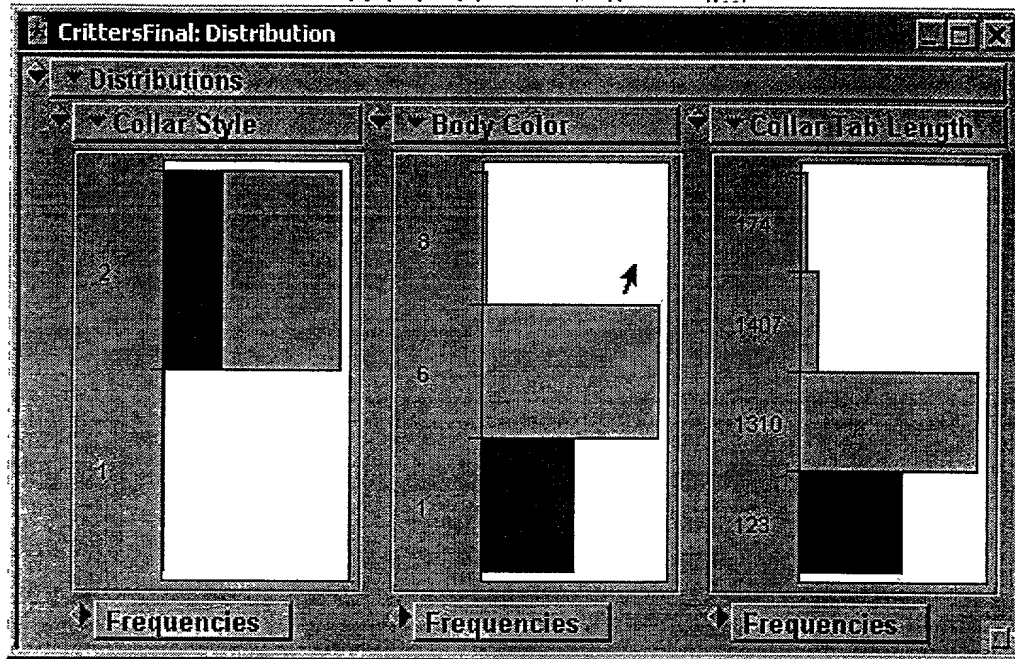 CrittersFinal: Distribution
Distributions
Collar Style
Body Color
Collar Tab Length
2
1
8
6
1
174
1407
1310
123
Frequencies
Frequencies
Frequencies